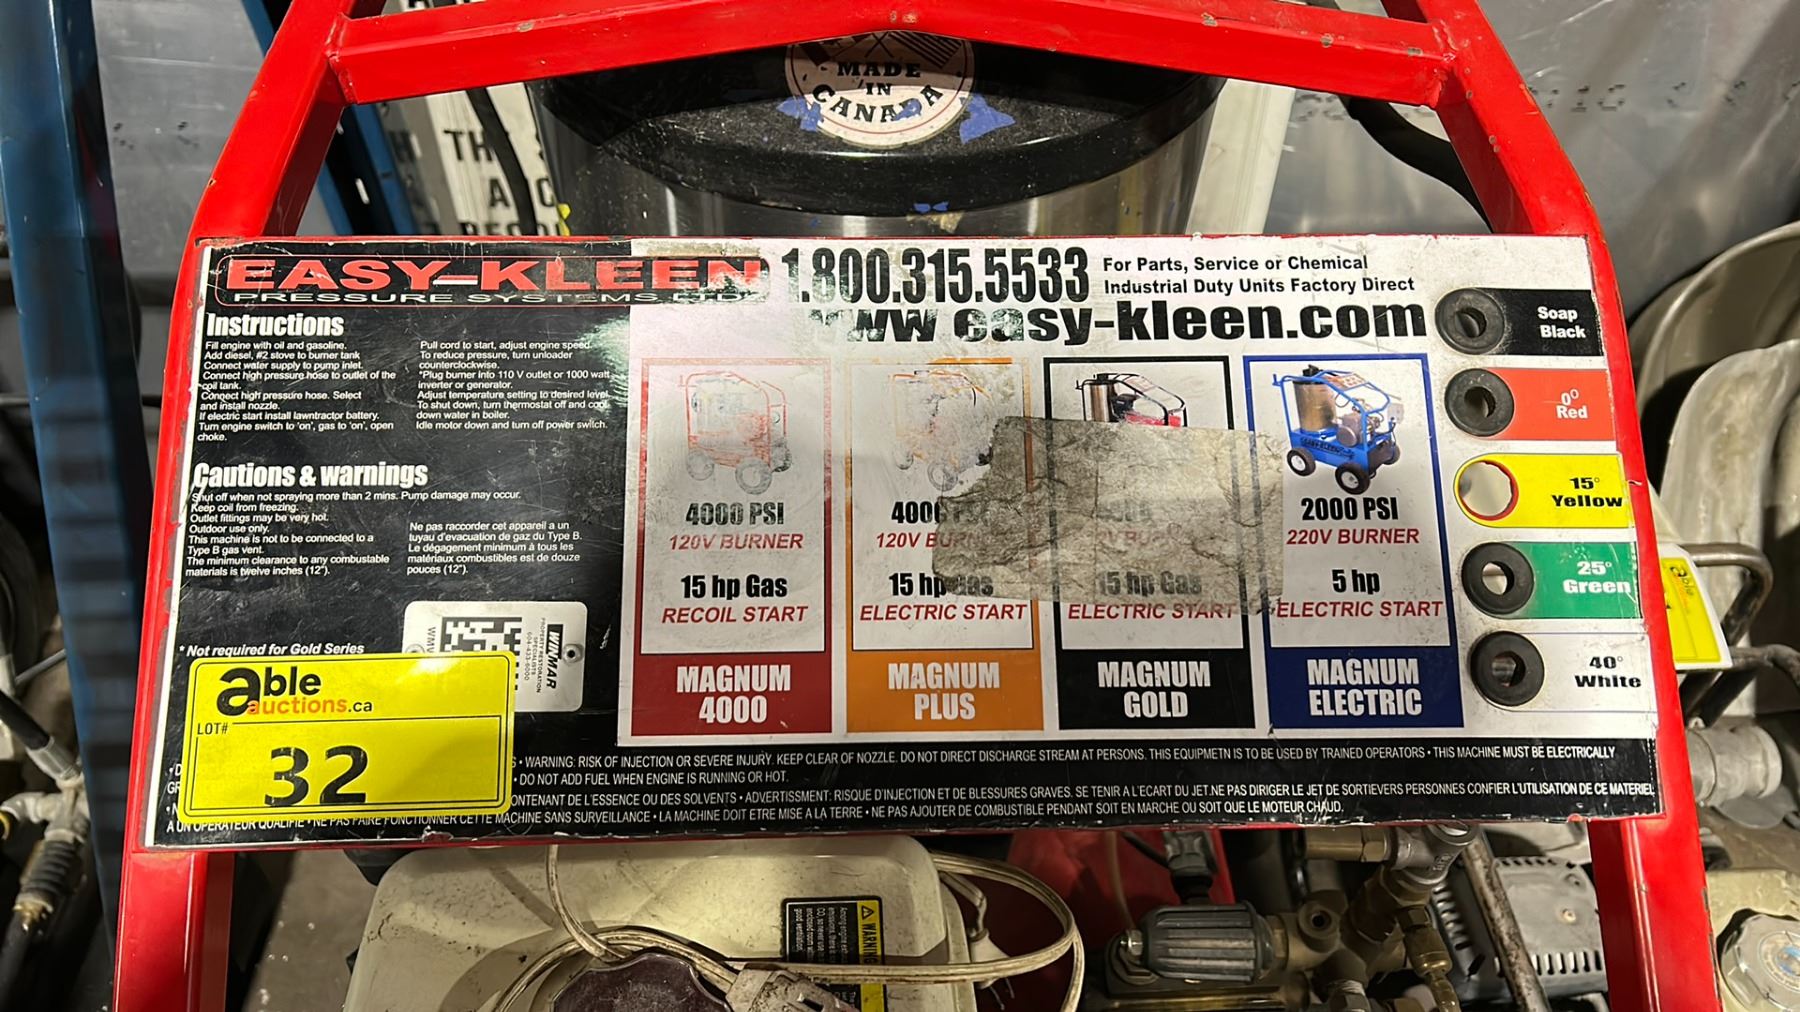 MADE
IN
CANADA
EASY-KLEEN
PRESSURE SYSTEMS LTD
1.800.315.5533
For Parts, Service or Chemical
Industrial Duty Units Factory Direct
www easy-kleen.com
Instructions
Fill engine with oil and gasoline.
Add diesel, #2 stove to burner tank
Connect water supply to pump inlet.
Connect high pressure hose to outlet of the
coil tank.
Connect high pressure hose. Select
and install nozzle.
If electric start install lawntractor battery.
Turn engine switch to 'on', gas to 'on', open
choke.
Pull cord to start, adjust engine speed.
To reduce pressure, turn unloader
counterclockwise.
*Plug burner into 110 V outlet or 1000 watt
inverter or generator.
Adjust temperature setting to desired level.
To shut down, turn thermostat off and cool
down water in boiler.
Idle motor down and turn off power switch.
Cautions & warnings
Shut off when not spraying more than 2 mins. Pump damage may occur.
Keep coil from freezing.
Outlet fittings may be very hot.
Outdoor use only.
This machine is not to be connected to a
Type B gas vent.
The minimum clearance to any combustable
materials is twelve inches (12").
Ne pas raccorder cet appareil a un
tuyau d'evacuation de gaz du Type B.
Le dégagement minimum à tous les
matériaux combustibles est de douze
pouces (12").
* Not required for Gold Series
WINMAR
PROPERTY RESTORATION
SPECIALISTS
able
auctions.ca
LOT#
32
4000 PSI
120V BURNER
15 hp Gas
RECOIL START
MAGNUM
4000
120V BURNER
15 hp Gas
ELECTRIC START
MAGNUM
PLUS
15 hp Gas
ELECTRIC START
MAGNUM
GOLD
2000 PSI
220V BURNER
5 hp
ELECTRIC START
MAGNUM
ELECTRIC
Soap
Black
0°
Red
15°
Yellow
25°
Green
40°
White
• WARNING: RISK OF INJECTION OR SEVERE INJURY. KEEP CLEAR OF NOZZLE. DO NOT DIRECT DISCHARGE STREAM AT PERSONS. THIS EQUIPMETN IS TO BE USED BY TRAINED OPERATORS • THIS MACHINE MUST BE ELECTRICALLY
• DO NOT ADD FUEL WHEN ENGINE IS RUNNING OR HOT.
DE L'ESSENCE OU DES SOLVENTS • ADVERTISSMENT: RISQUE D'INJECTION ET DE BLESSURES GRAVES. SE TENIR A L'ECART DU JET.NE PAS DIRIGER LE JET DE SORTIEVERS PERSONNES CONFIER L'UTILISATION DE CE MATERIEL
A UN OPERATEUR QUALIFIE • NE PAS FAIRE FONCTIONNER CETTE MACHINE SANS SURVEILLANCE • LA MACHINE DOIT ETRE MISE A LA TERRE • NE PAS AJOUTER DE COMBUSTIBLE PENDANT SOIT EN MARCHE OU SOIT QUE LE MOTEUR CHAUD.
WARNING